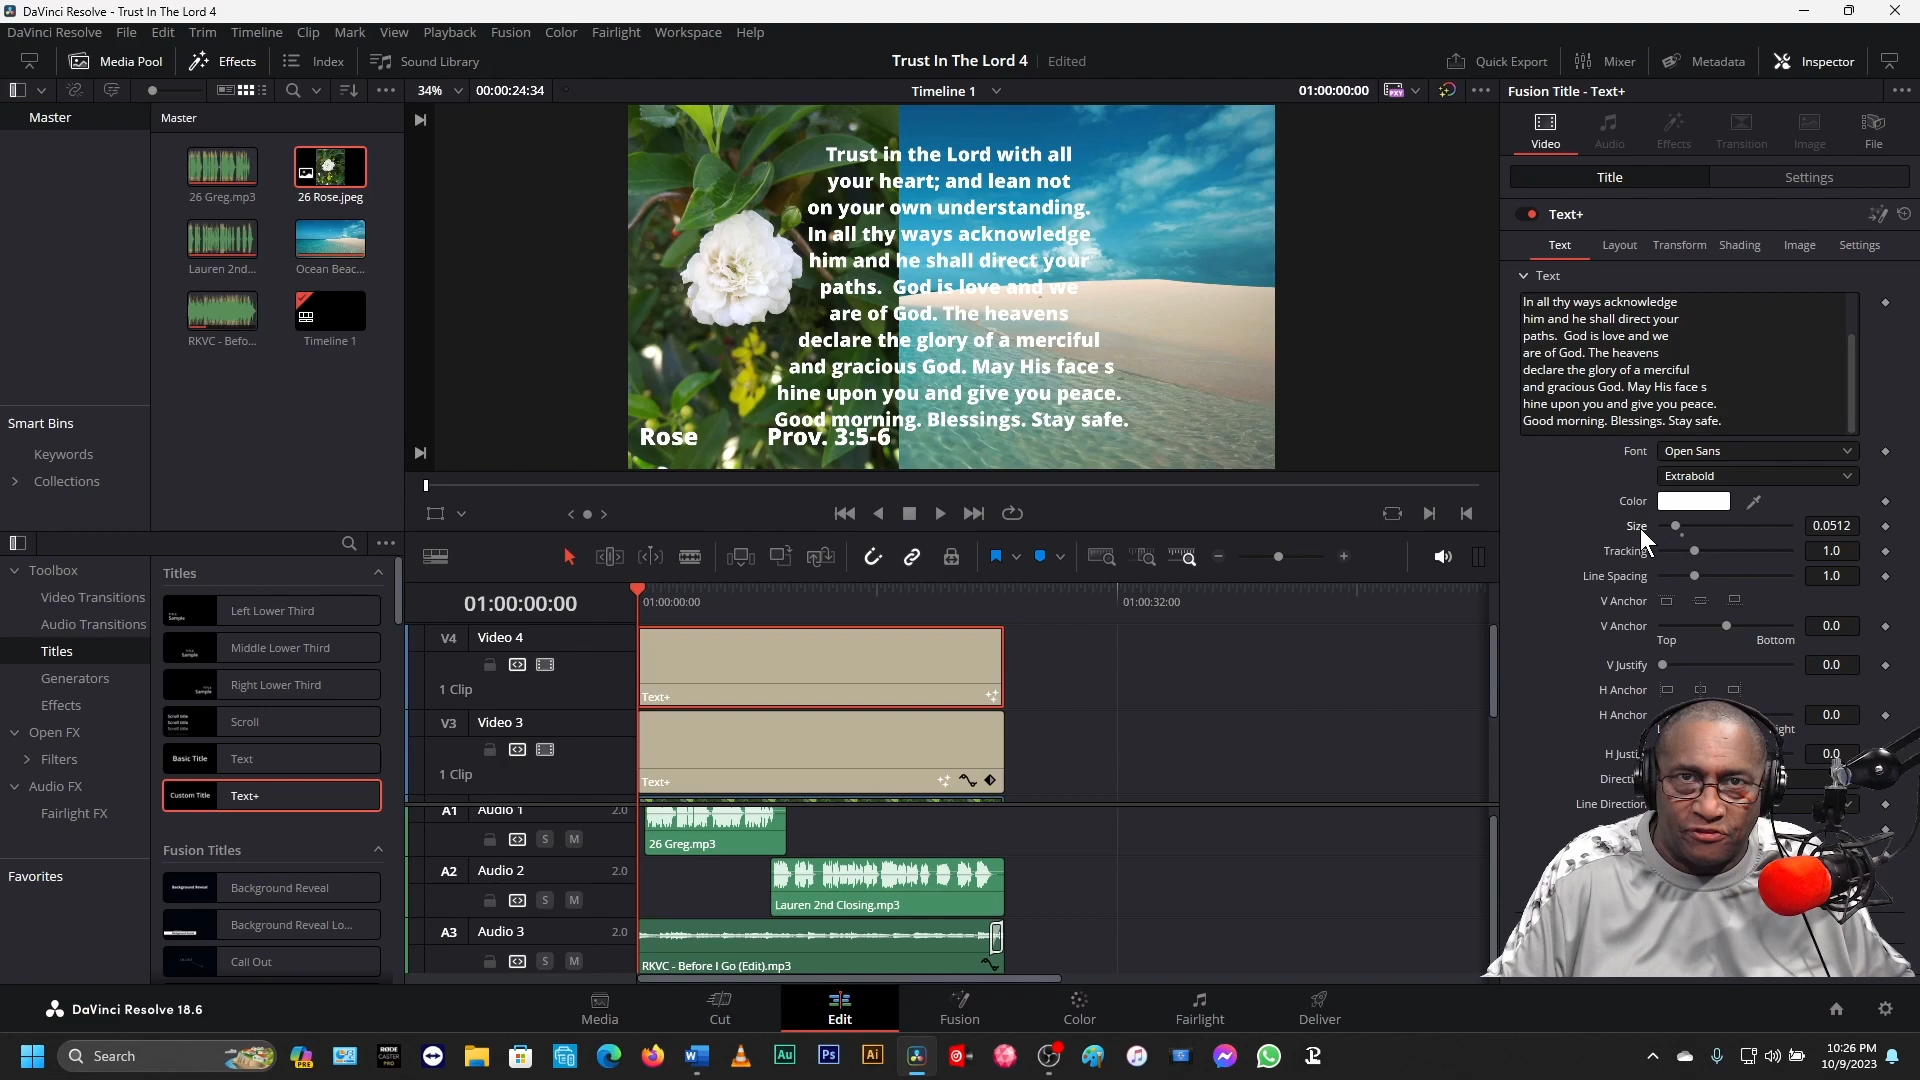 DaVinci Resolve - Trust In The Lord 4
DaVinci Resolve File Edit Trim Timeline Clip Mark View Playback Fusion Color Fairlight Workspace Help
Media Pool Effects Index Sound Library Trust In The Lord 4 Edited Quick Export Mixer Metadata Inspector
34% 00:00:24:34 Timeline 1 01:00:00:00 Fusion Title - Text+
Master Master
26 Greg.mp3 26 Rose.jpeg
Lauren 2nd... Ocean Beac...
RKVC - Befo... Timeline 1
Smart Bins
Keywords
Collections
Trust in the Lord with all
your heart; and lean not
on your own understanding.
In all thy ways acknowledge
him and he shall direct your
paths.  God is love and we
are of God. The heavens
declare the glory of a merciful
and gracious God. May His face s
hine upon you and give you peace.
Good morning. Blessings. Stay safe.
Rose Prov. 3:5-6
Video Audio Effects Transition Image File
Title Settings
Text+
Text Layout Transform Shading Image Settings
Text
In all thy ways acknowledge
him and he shall direct your
paths.  God is love and we
are of God. The heavens
declare the glory of a merciful
and gracious God. May His face s
hine upon you and give you peace.
Good morning. Blessings. Stay safe.
Font Open Sans
Extrabold
Color
Size 0.0512
Tracking 1.0
Line Spacing 1.0
V Anchor
V Anchor 0.0
Top Bottom
V Justify 0.0
H Anchor
H Anchor 0.0
0.0
Line Direction
Toolbox
Video Transitions
Audio Transitions
Titles
Generators
Effects
Open FX
Filters
Audio FX
Fairlight FX
Favorites
Titles
Left Lower Third
Middle Lower Third
Right Lower Third
Scroll
Basic Title Text
Custom Title Text+
Fusion Titles
Background Reveal Background Reveal
Background Reveal Lo...
Call Out
01:00:00:00 01:00:00:00 01:00:32:00
V4 Video 4
1 Clip Text+
V3 Video 3
1 Clip Text+
A1 Audio 1 2.0
S M 26 Greg.mp3
A2 Audio 2 2.0
S M Lauren 2nd Closing.mp3
A3 Audio 3 2.0
S M RKVC - Before I Go (Edit).mp3
DaVinci Resolve 18.6 Media Cut Edit Fusion Color Fairlight Deliver
Search PRE Au Ps Ai 10:26 PM
10/9/2023